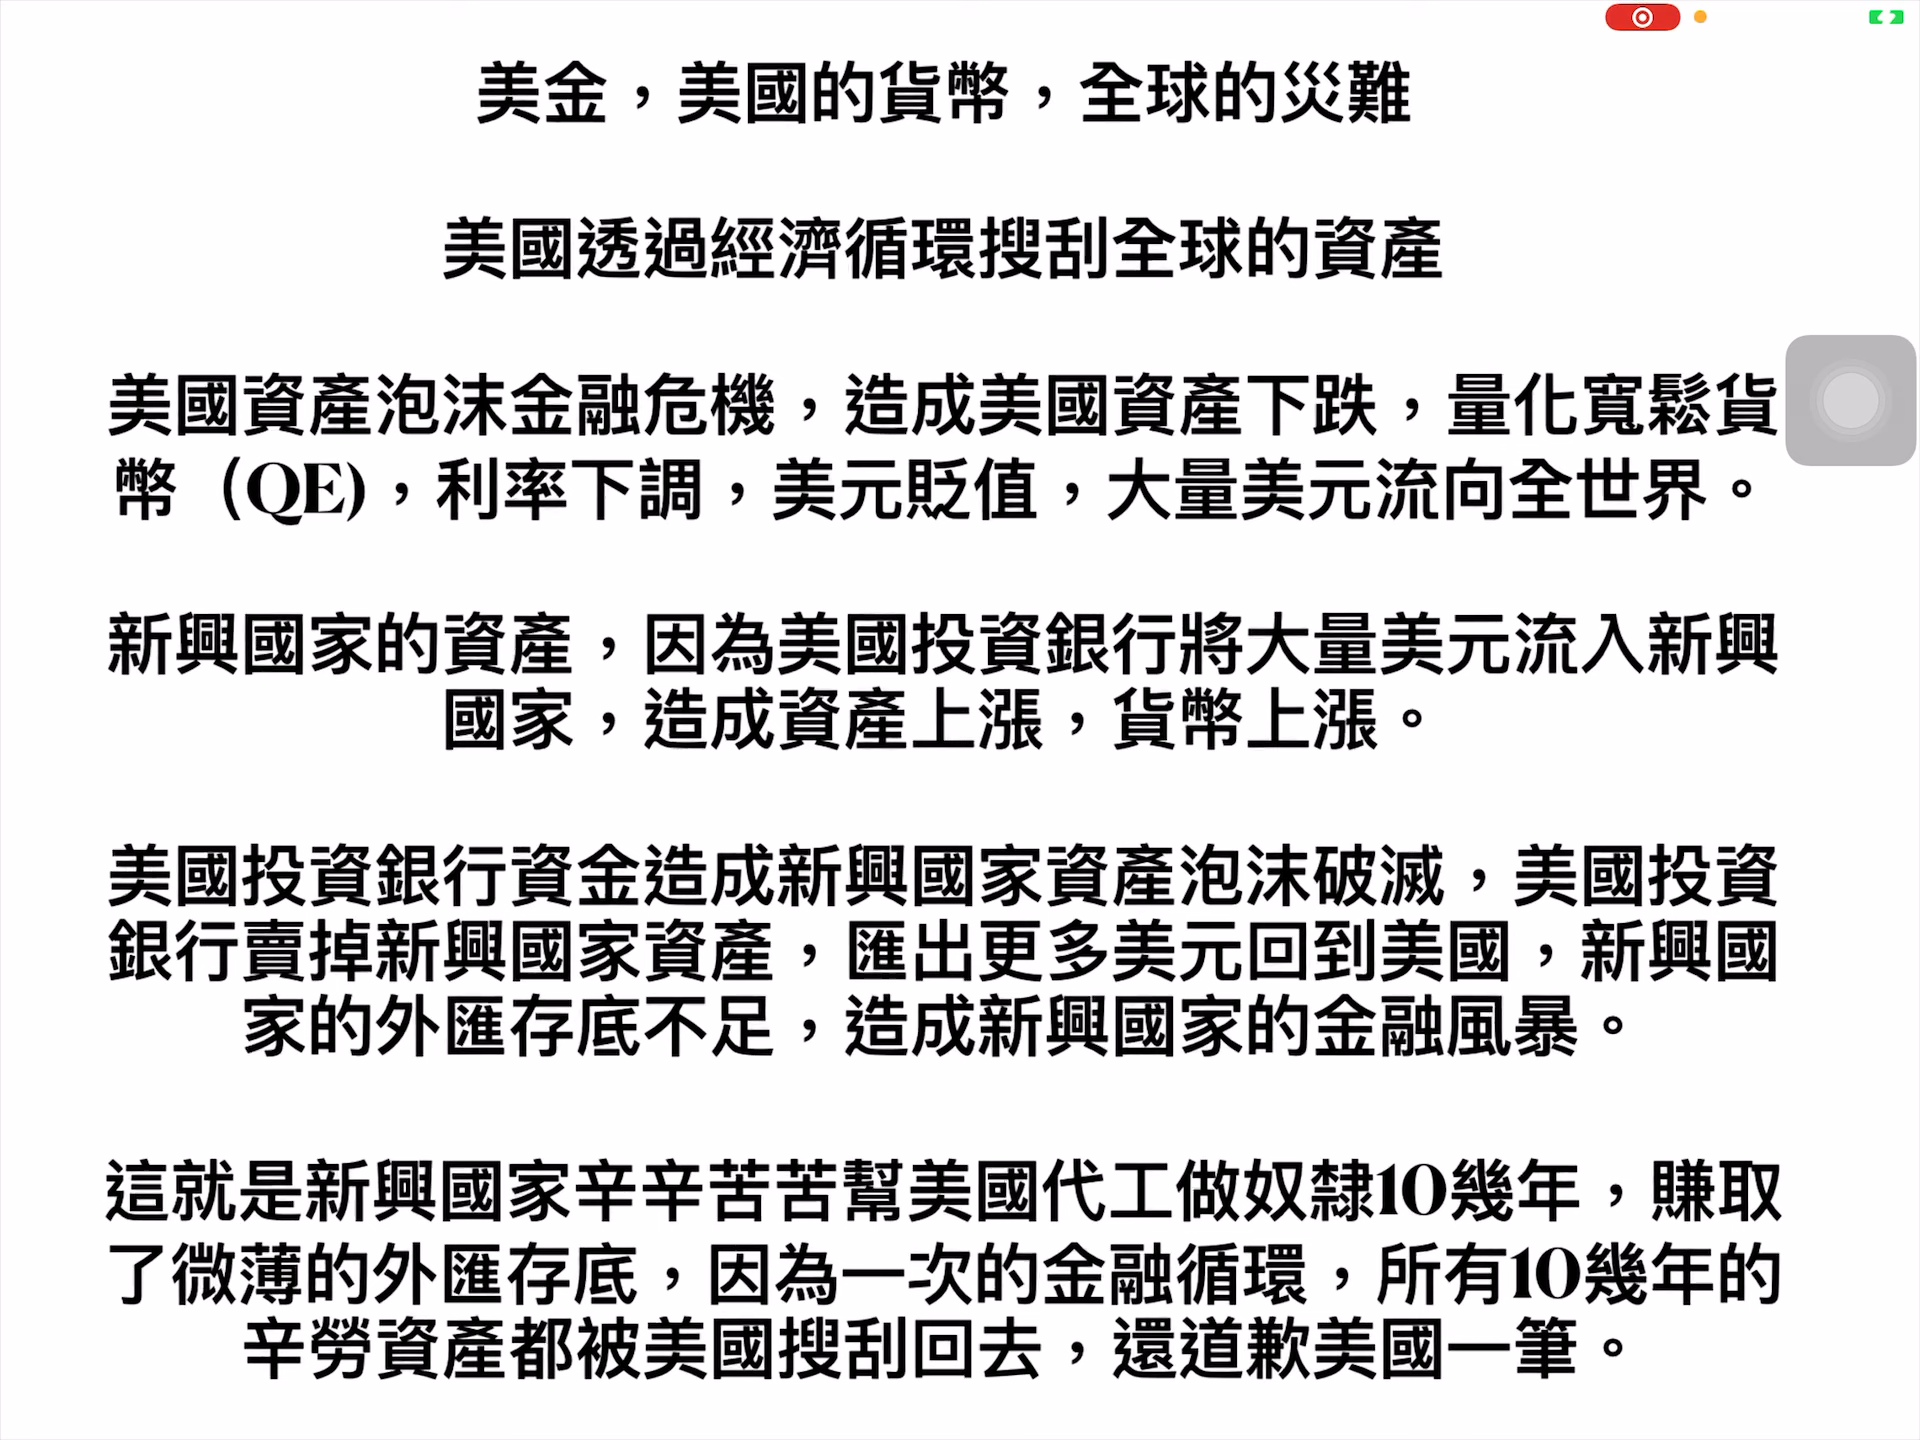 美金，美國的貨幣，全球的災難
美國透過經濟循環搜刮全球的資產
美國資產泡沫金融危機，造成美國資產下跌，量化寬鬆貨
幣（QE)，利率下調，美元貶值，大量美元流向全世界。
新興國家的資產，因為美國投資銀行將大量美元流入新興
國家，造成資產上漲，貨幣上漲。
美國投資銀行資金造成新興國家資產泡沫破滅，美國投資
銀行賣掉新興國家資產，匯出更多美元回到美國，新興國
家的外匯存底不足，造成新興國家的金融風暴。
這就是新興國家辛辛苦苦幫美國代工做奴隸10幾年，賺取
了微薄的外匯存底，因為一次的金融循環，所有10幾年的
辛勞資產都被美國搜刮回去，還道歉美國一筆。